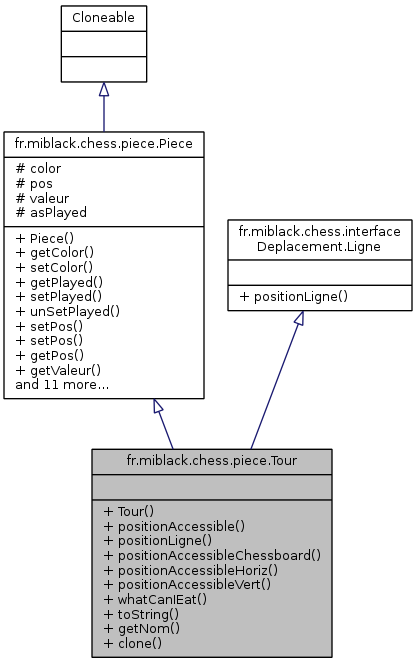 Cloneable
fr.miblack.chess.piece.Piece
# color
# pos
# valeur
# asPlayed
+ Piece()
+ getColor()
+ setColor()
+ getPlayed()
+ setPlayed()
+ unSetPlayed()
+ setPos()
+ setPos()
+ getPos()
+ getValeur()
and 11 more...
fr.miblack.chess.interface
Deplacement.Ligne
+ positionLigne()
fr.miblack.chess.piece.Tour
+ Tour()
+ positionAccessible()
+ positionLigne()
+ positionAccessibleChessboard()
+ positionAccessibleHoriz()
+ positionAccessibleVert()
+ whatCanIEat()
+ toString()
+ getNom()
+ clone()